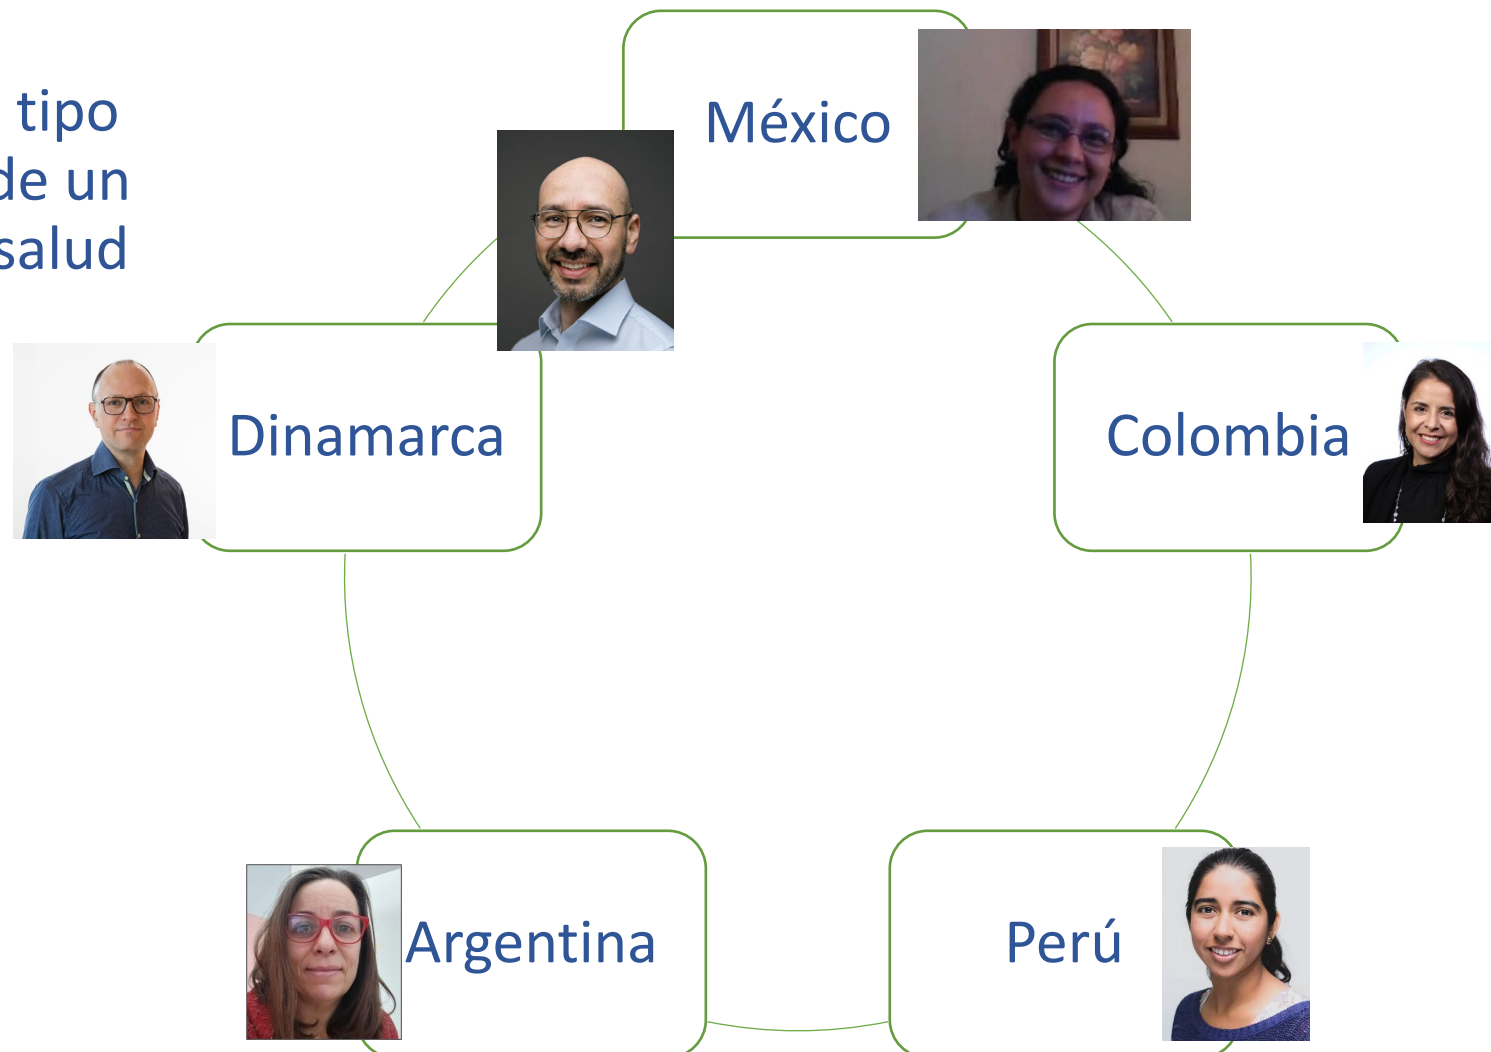 tipo
de un
salud
México
Dinamarca
Colombia
Argentina
Perú